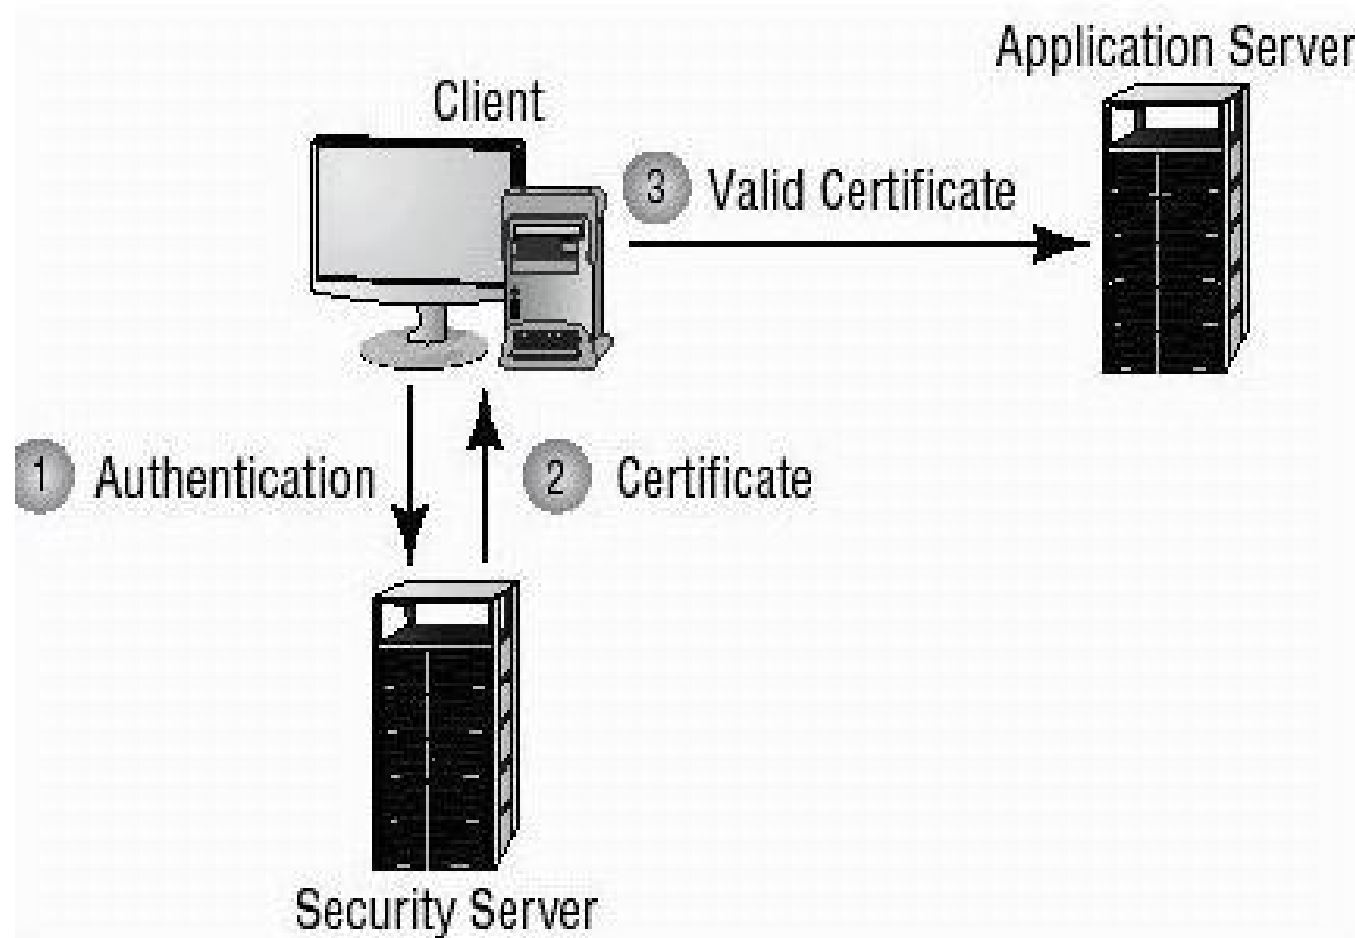 Application Server
Client
3 Valid Certificate
1 Authentication
2 Certificate
Security Server